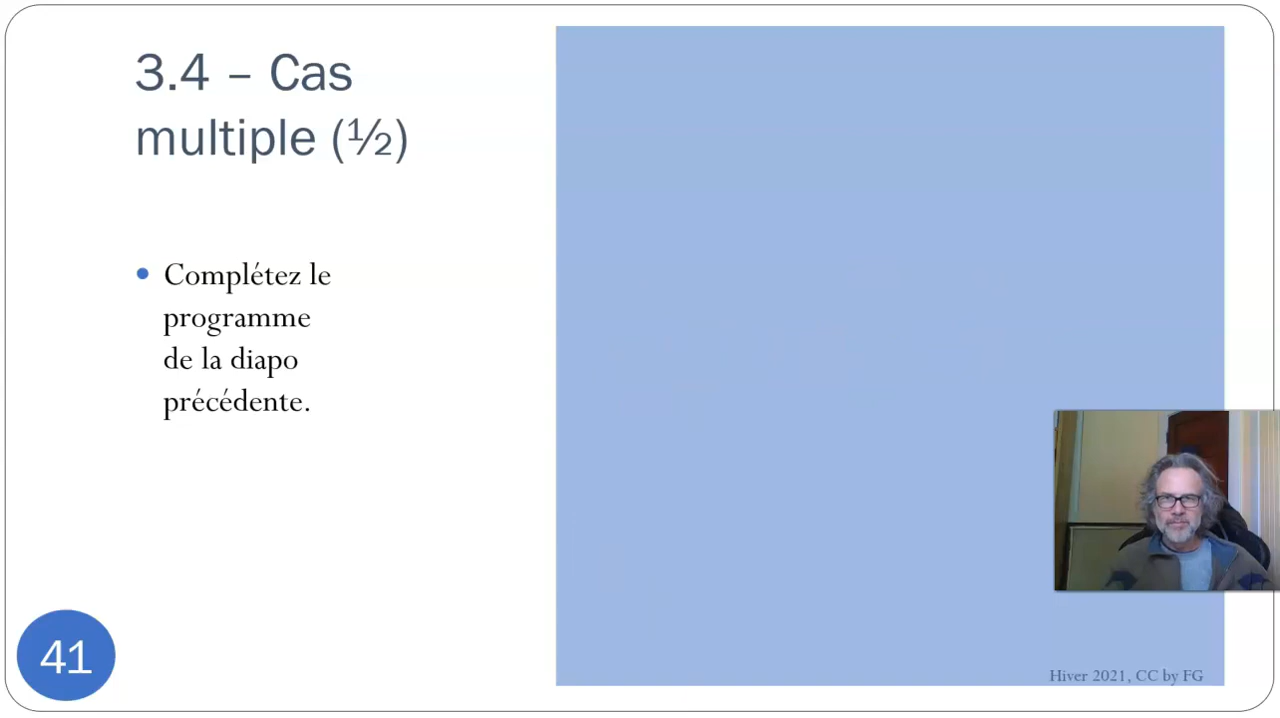 3.4 – Cas
multiple (½)
Complétez le
programme
de la diapo
précédente.
41
Hiver 2021, CC by FG